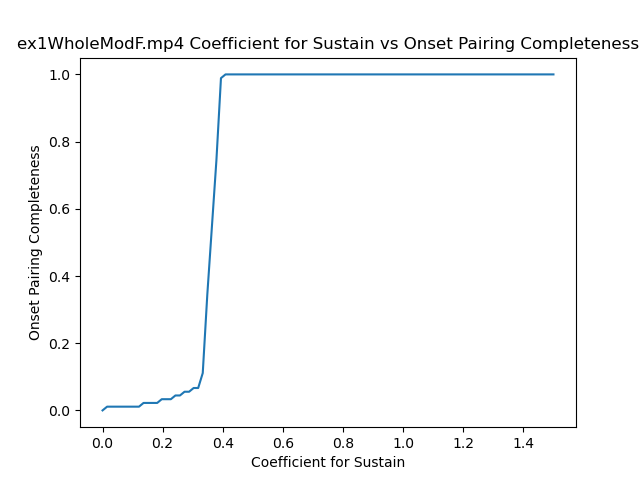 ex1WholeModF.mp4 Coefficient for Sustain vs Onset Pairing Completeness
Onset Pairing Completeness
1.0
0.8
0.6
0.4
0.2
0.0
0.0 0.2 0.4 0.6 0.8 1.0 1.2 1.4
Coefficient for Sustain